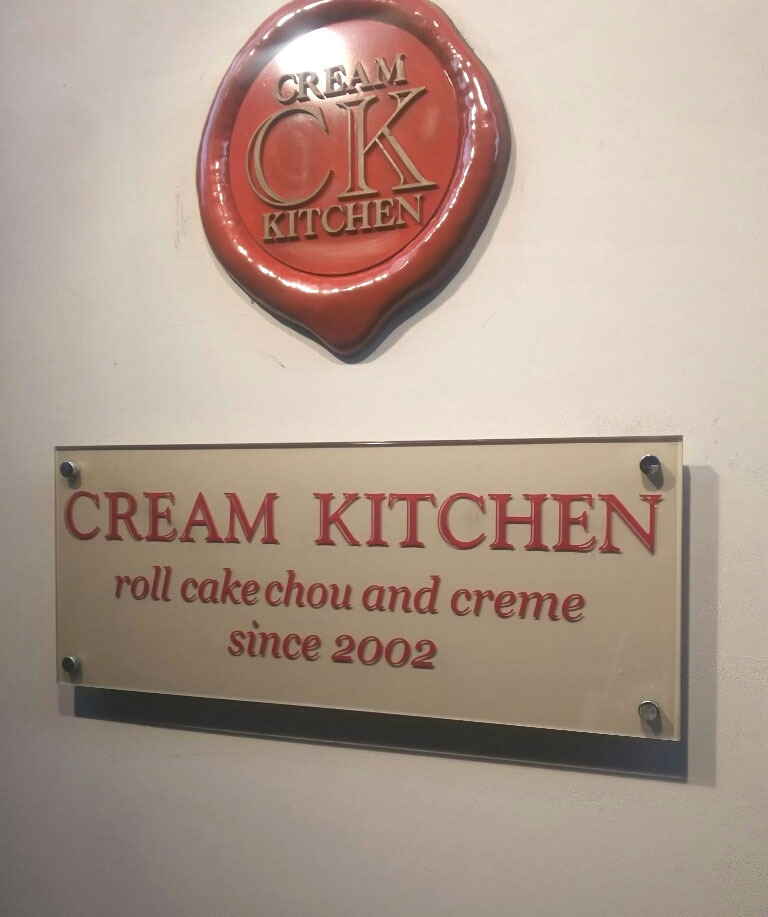 CREAM
CK
KITCHEN
CREAM KITCHEN
roll cake chou and creme
since 2002